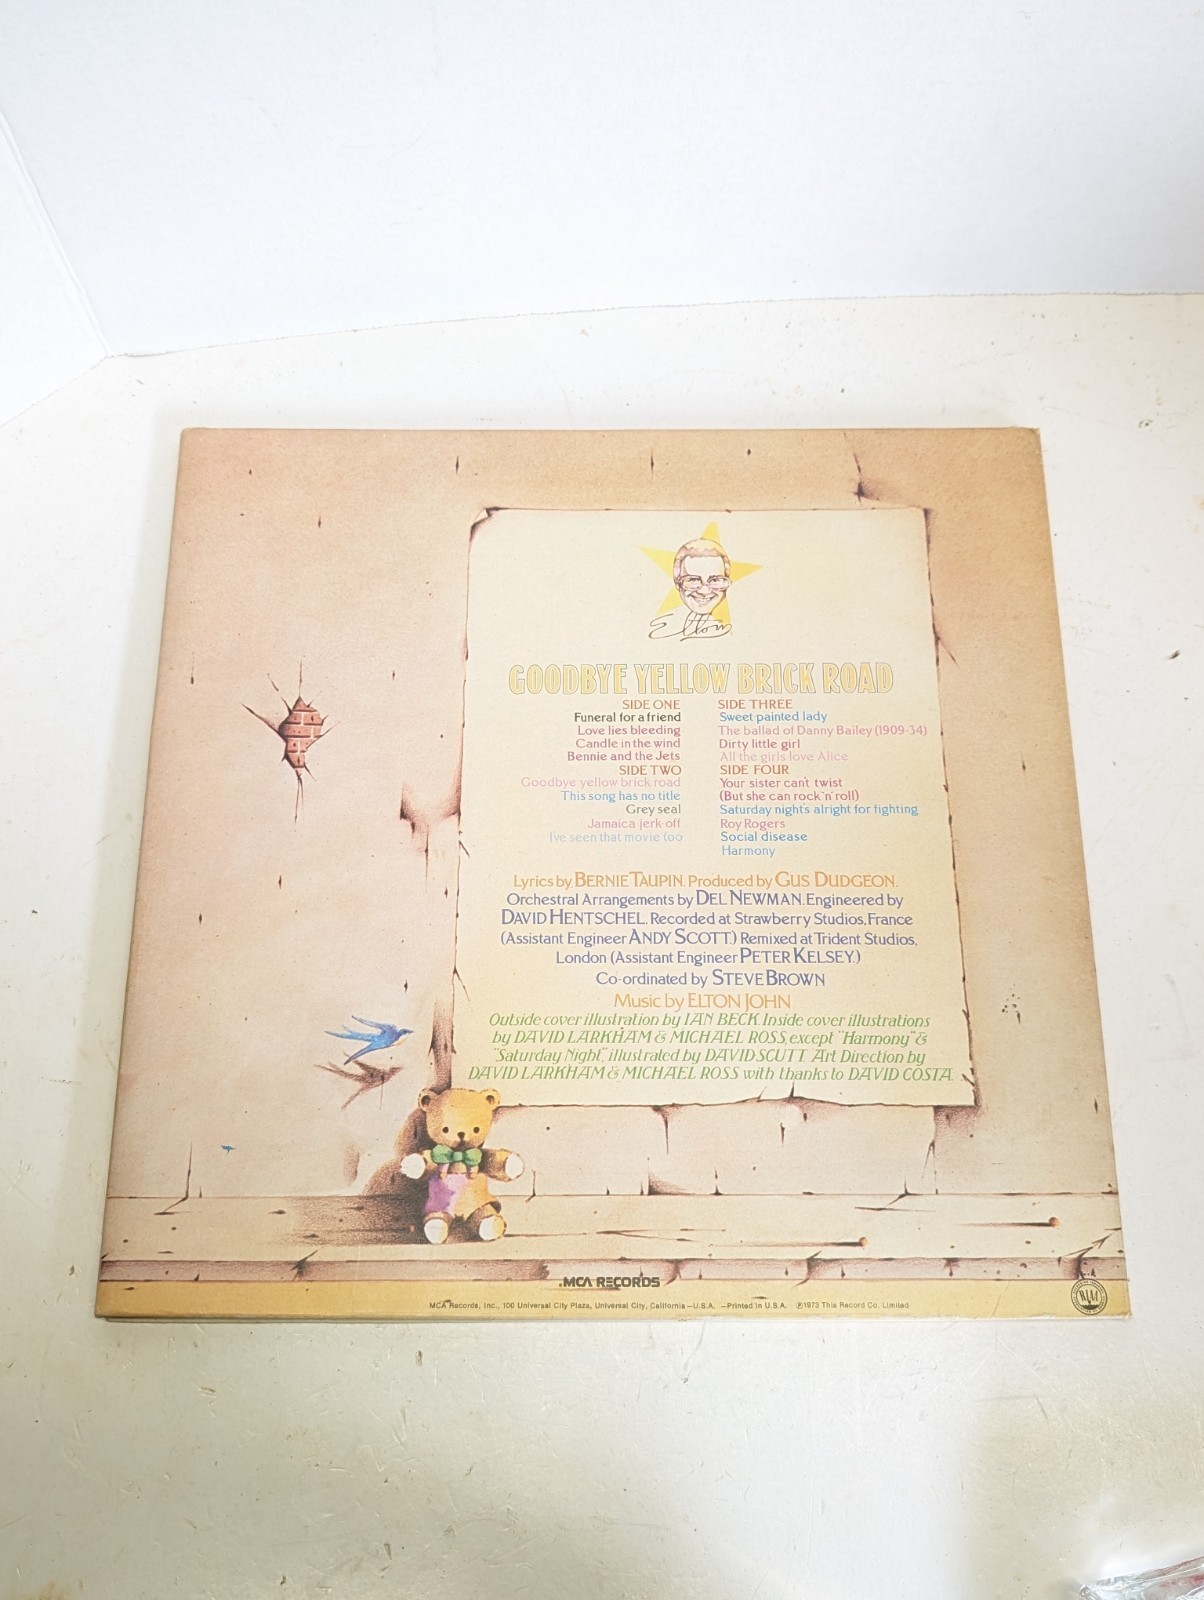 Elton
GOODBYE YELLOW BRICK ROAD
SIDE ONE
Funeral for a friend
Love lies bleeding
Candle in the wind
Bennie and the Jets
SIDE TWO
Goodbye yellow brick road
This song has no title
Grey seal
Jamaica jerk-off
I've seen that movie too
SIDE THREE
Sweet painted lady
The ballad of Danny Bailey (1909-34)
Dirty little girl
All the girls love Alice
SIDE FOUR
Your sister can't twist
(But she can rock 'n' roll)
Saturday night's alright for fighting
Roy Rogers
Social disease
Harmony
Lyrics by BERNIE TAUPIN. Produced by GUS DUDGEON.
Orchestral Arrangements by DEL NEWMAN. Engineered by
DAVID HENTSCHEL. Recorded at Strawberry Studios, France
(Assistant Engineer ANDY SCOTT.) Remixed at Trident Studios,
London (Assistant Engineer PETER KELSEY.)
Co-ordinated by STEVE BROWN
Music by ELTON JOHN
Outside cover illustration by IAN BECK. Inside cover illustrations
by DAVID LARKHAM & MICHAEL ROSS, except "Harmony" &
"Saturday Night", illustrated by DAVID SCUTT. Art Direction by
DAVID LARKHAM & MICHAEL ROSS with thanks to DAVID COSTA.
MCA RECORDS
MCA Records, Inc., 100 Universal City Plaza, Universal City, California—U.S.A. —Printed in U.S.A. ℗1973 This Record Co. Limited
RIAA